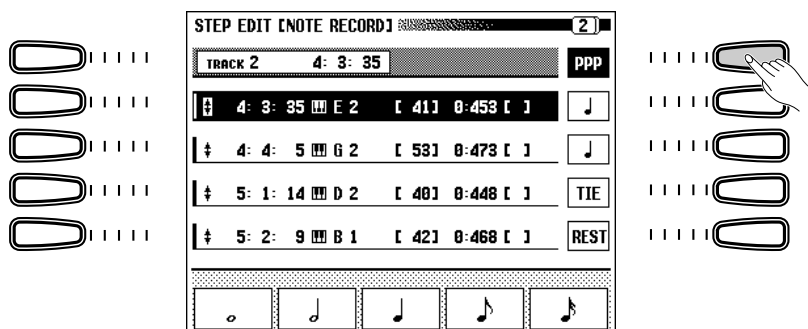 STEP EDIT [NOTE RECORD] 2
TRACK 2 4: 3: 35 PPP
4: 3: 35 E 2 [ 41] 0:453 [ ]
4: 4: 5 G 2 [ 53] 0:473 [ ]
5: 1: 14 D 2 [ 40] 0:448 [ ] TIE
5: 2: 9 B 1 [ 42] 0:468 [ ] REST